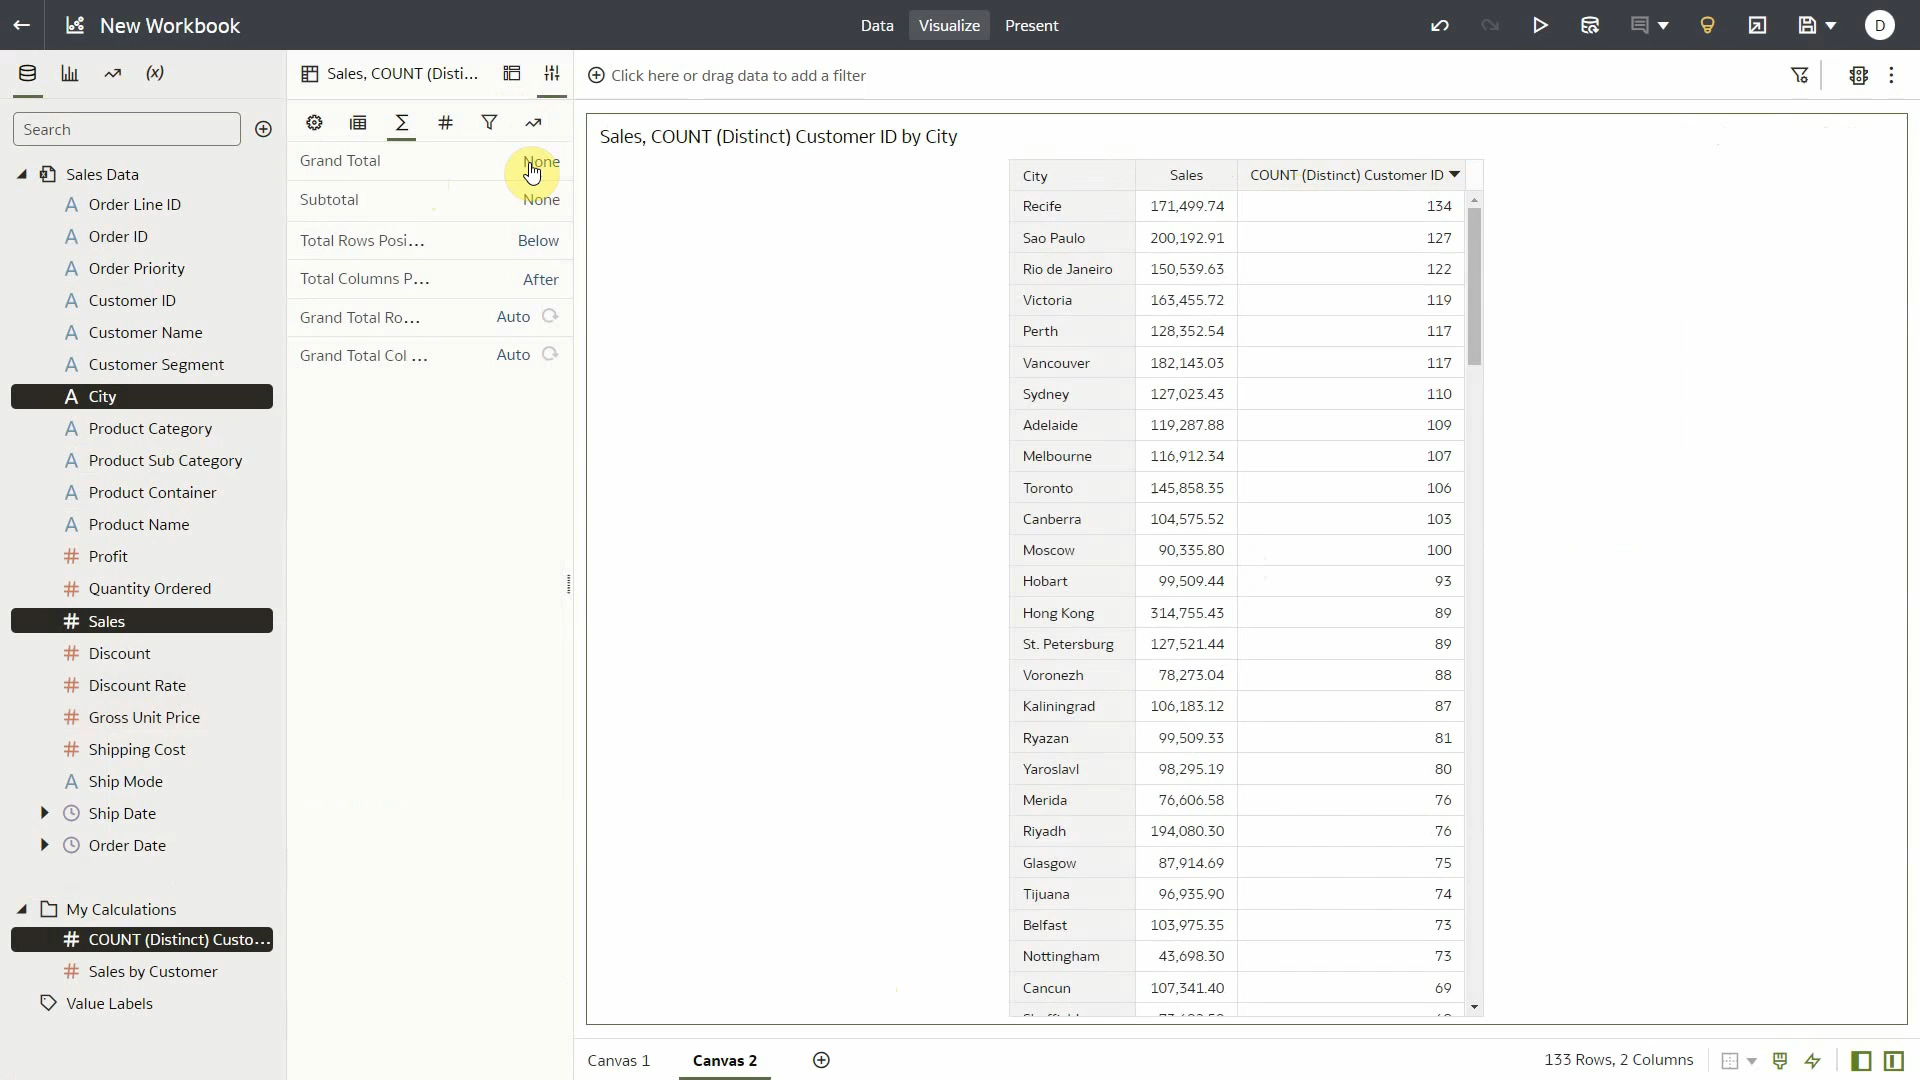 New Workbook
Data
Visualize
Present
D
(x)
Search
Sales Data
A Order Line ID
A Order ID
A Order Priority
A Customer ID
A Customer Name
A Customer Segment
A City
A Product Category
A Product Sub Category
A Product Container
A Product Name
# Profit
# Quantity Ordered
# Sales
# Discount
# Discount Rate
# Gross Unit Price
# Shipping Cost
A Ship Mode
Ship Date
Order Date
My Calculations
# COUNT (Distinct) Custo...
# Sales by Customer
Value Labels
Sales, COUNT (Disti...
Grand Total None
Subtotal None
Total Rows Posi... Below
Total Columns P... After
Grand Total Ro... Auto
Grand Total Col ... Auto
Click here or drag data to add a filter
Sales, COUNT (Distinct) Customer ID by City
City Sales COUNT (Distinct) Customer ID
Recife 171,499.74 134
Sao Paulo 200,192.91 127
Rio de Janeiro 150,539.63 122
Victoria 163,455.72 119
Perth 128,352.54 117
Vancouver 182,143.03 117
Sydney 127,023.43 110
Adelaide 119,287.88 109
Melbourne 116,912.34 107
Toronto 145,858.35 106
Canberra 104,575.52 103
Moscow 90,335.80 100
Hobart 99,509.44 93
Hong Kong 314,755.43 89
St. Petersburg 127,521.44 89
Voronezh 78,273.04 88
Kaliningrad 106,183.12 87
Ryazan 99,509.33 81
Yaroslavl 98,295.19 80
Merida 76,606.58 76
Riyadh 194,080.30 76
Glasgow 87,914.69 75
Tijuana 96,935.90 74
Belfast 103,975.35 73
Nottingham 43,698.30 73
Cancun 107,341.40 69
Canvas 1
Canvas 2
133 Rows, 2 Columns